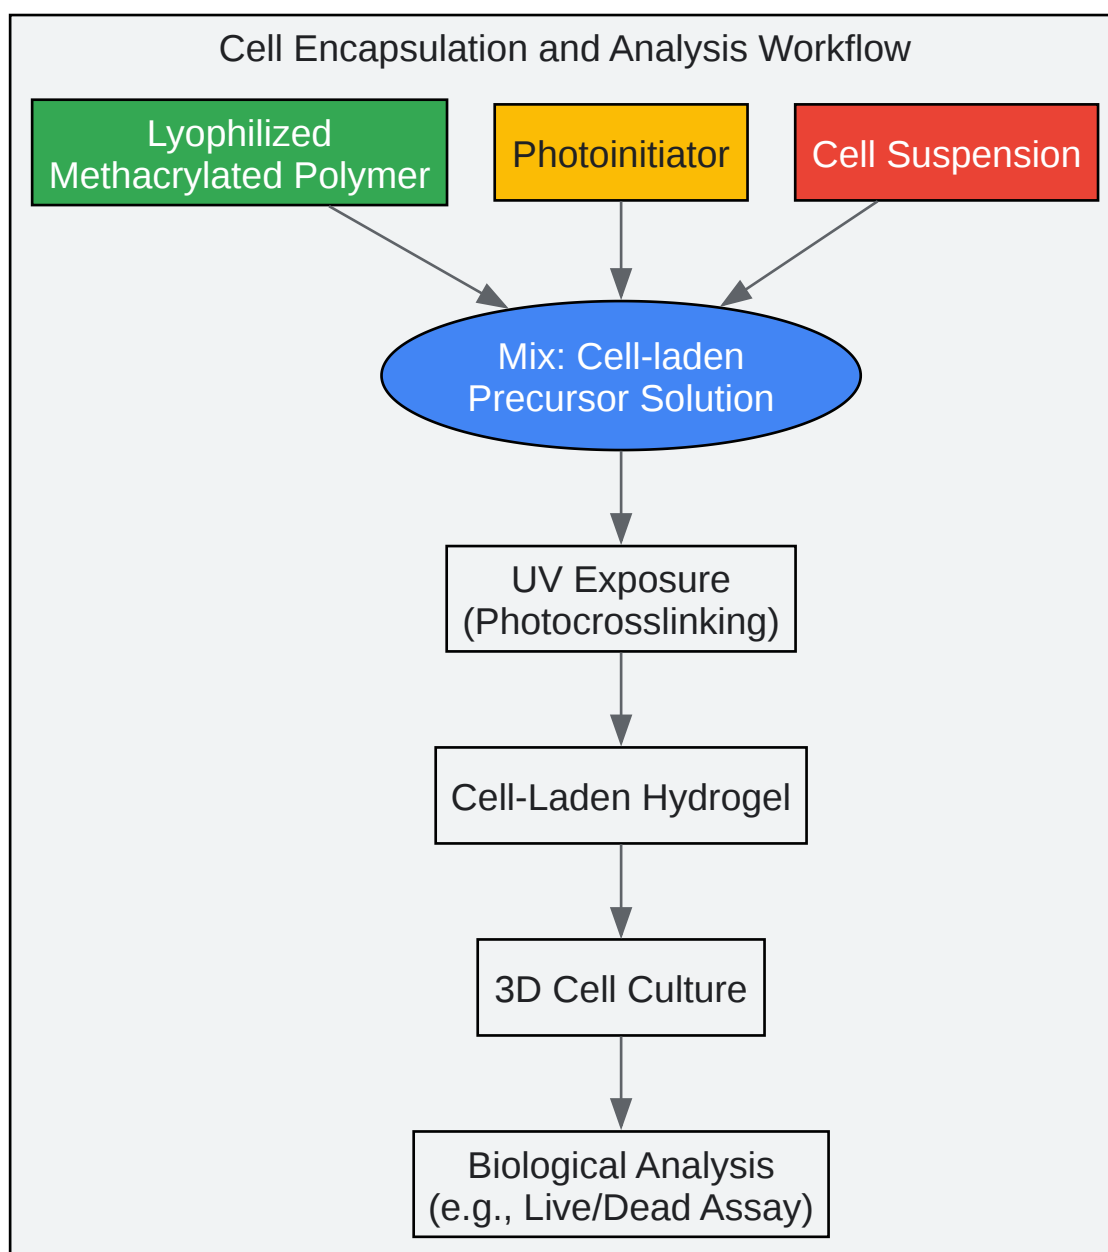 Cell Encapsulation and Analysis Workflow
Lyophilized
Methacrylated Polymer
Photoinitiator
Cell Suspension
Mix: Cell-laden
Precursor Solution
UV Exposure
(Photocrosslinking)
Cell-Laden Hydrogel
3D Cell Culture
Biological Analysis
(e.g., Live/Dead Assay)